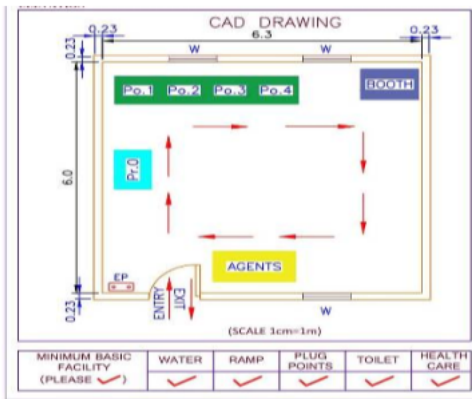 CAD DRAWING
0.23
6.3
0.23
0.23
W
W
Po.1 Po.2 Po.3 Po.4
BOOTH
Pr.O
6.0
AGENTS
EP
ENTRY
EXIT
0.23
W
(SCALE 1cm=1m)
MINIMUM BASIC FACILITY (PLEASE ✓)
WATER
RAMP
PLUG POINTS
TOILET
HEALTH CARE
✓ ✓ ✓ ✓ ✓